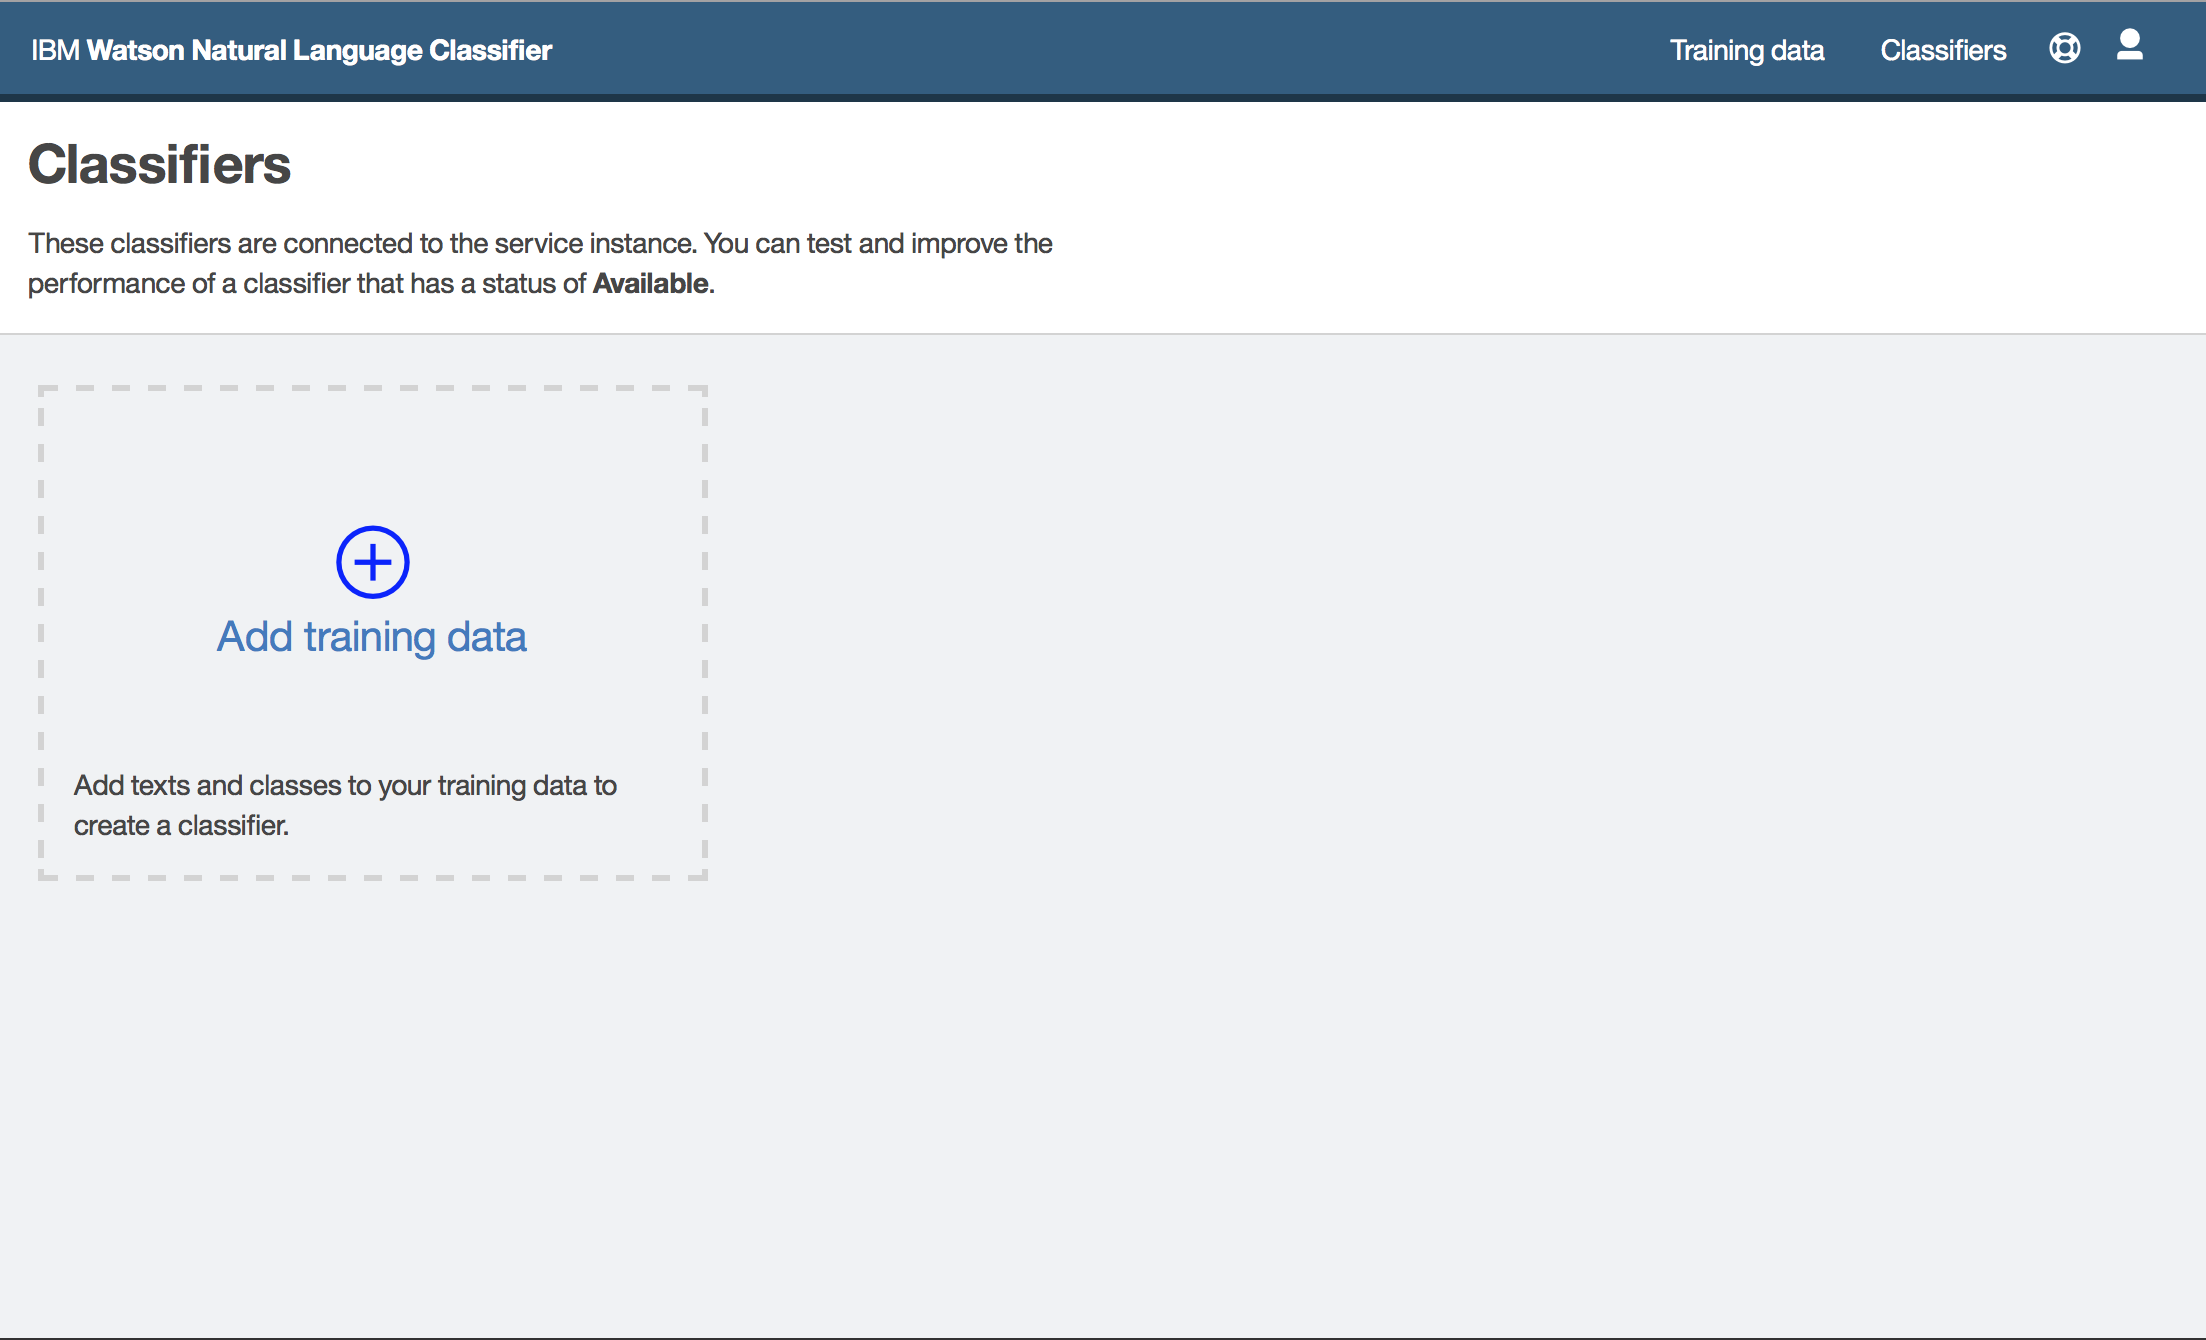 IBM Watson Natural Language Classifier
Training data
Classifiers
Classifiers
These classifiers are connected to the service instance. You can test and improve the
performance of a classifier that has a status of Available.
Add training data
Add texts and classes to your training data to
create a classifier.